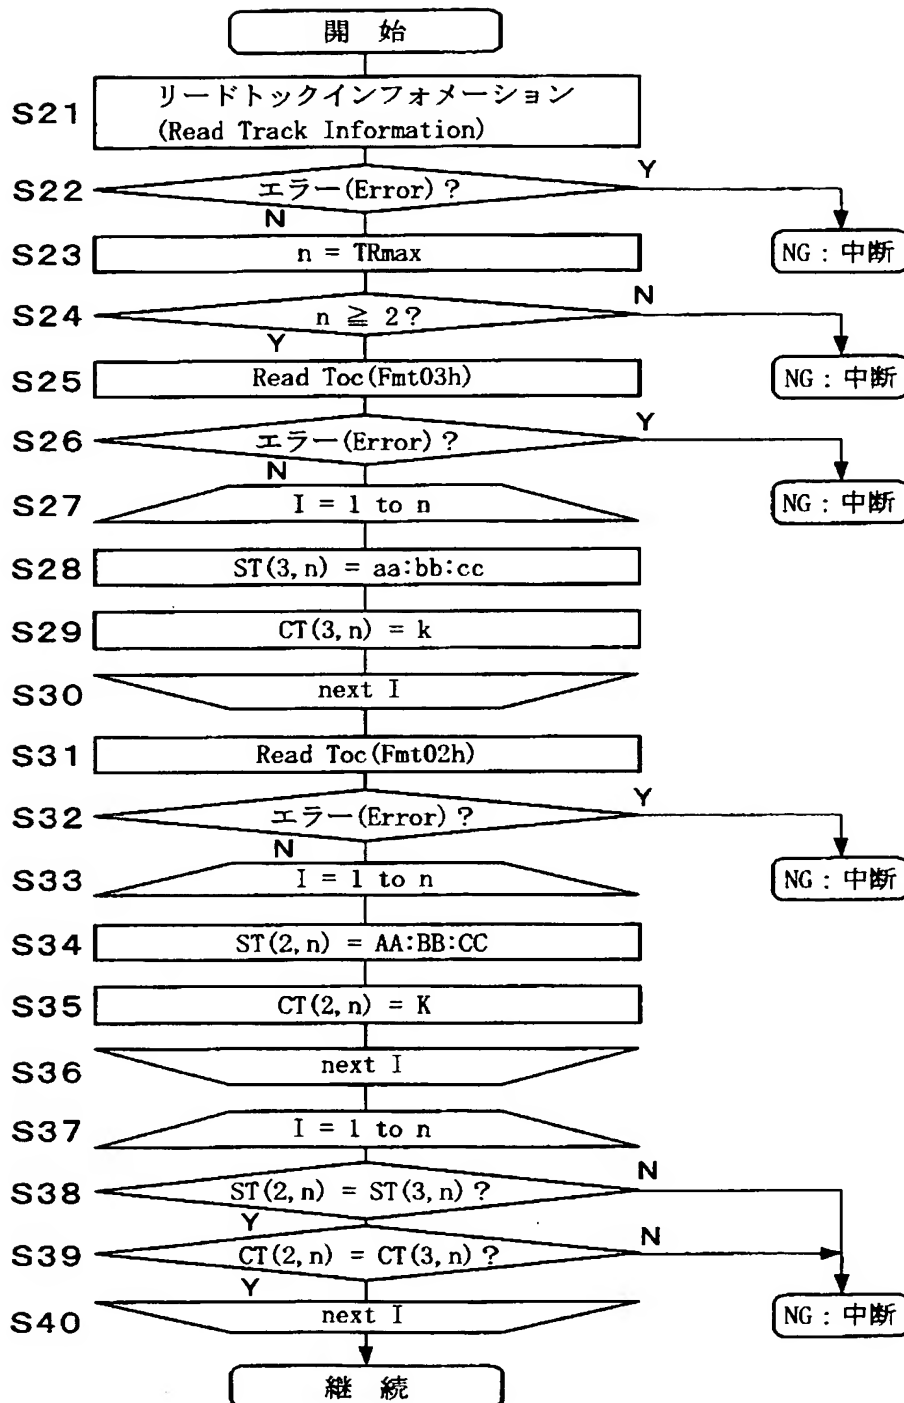 開 始
S21
リードトックインフォメーション
(Read Track Information)
S22
エラー(Error)?
Y
N
NG:中断
S23
n = TRmax
S24
n ≧ 2?
N
Y
NG:中断
S25
Read Toc(Fmt03h)
S26
エラー(Error)?
Y
N
NG:中断
S27
I = 1 to n
S28
ST(3,n) = aa:bb:cc
S29
CT(3,n) = k
S30
next I
S31
Read Toc(Fmt02h)
S32
エラー(Error)?
Y
N
NG:中断
S33
I = 1 to n
S34
ST(2,n) = AA:BB:CC
S35
CT(2,n) = K
S36
next I
S37
I = 1 to n
S38
ST(2,n) = ST(3,n)?
N
Y
S39
CT(2,n) = CT(3,n)?
N
Y
NG:中断
S40
next I
継 続